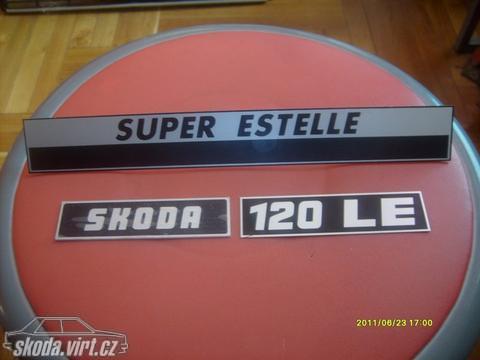 SUPER ESTELLE
SKODA 120 LE
2011/06/23 17:00
skoda.virt.cz